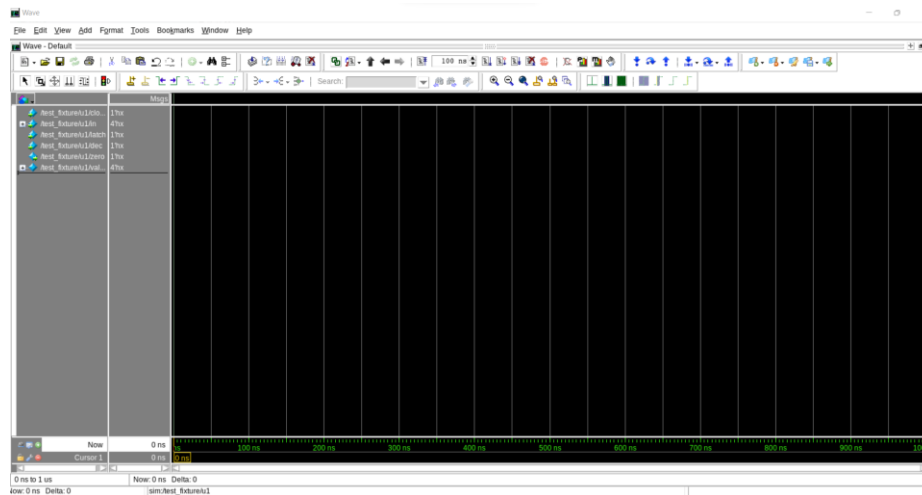 Wave
File Edit View Add Format Tools Bookmarks Window Help
Wave - Default
100 ns
Search:
Msgs
/test_fixture/u1/clo... 1'hx
/test_fixture/u1/in 4'hx
/test_fixture/u1/latch 1'hx
/test_fixture/u1/dec 1'hx
/test_fixture/u1/zero 1'hx
/test_fixture/u1/val... 4'hx
Now 0 ns ns 100 ns 200 ns 300 ns 400 ns 500 ns 600 ns 700 ns 800 ns 900 ns 10
Cursor 1 0 ns 0 ns
0 ns to 1 us Now: 0 ns Delta: 0
Now: 0 ns Delta: 0 sim:/test_fixture/u1